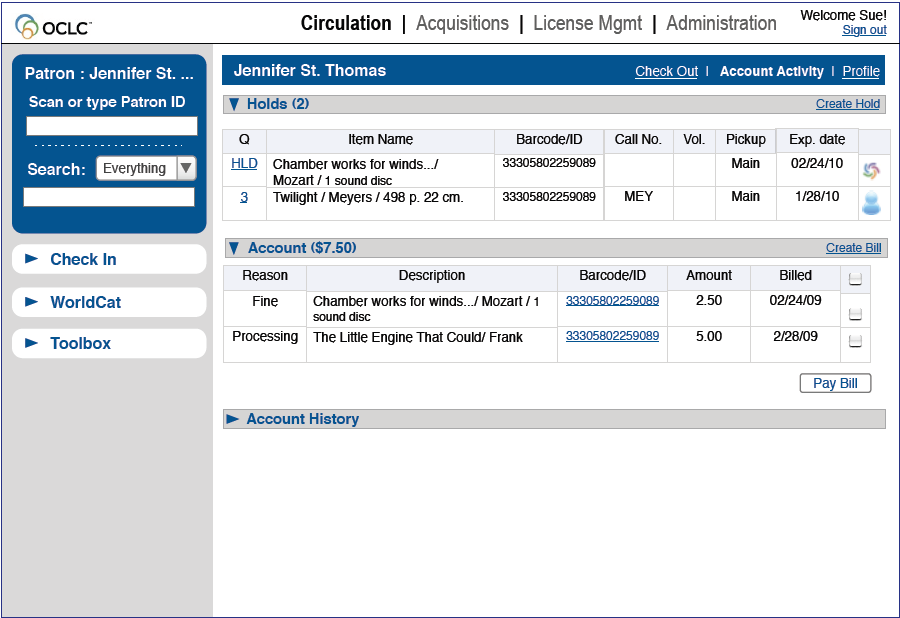 OCLC™
Circulation | Acquisitions | License Mgmt | Administration
Welcome Sue!
Sign out
Patron : Jennifer St. ...
Scan or type Patron ID
Search: Everything
Check In
WorldCat
Toolbox
Jennifer St. Thomas Check Out | Account Activity | Profile
Holds (2) Create Hold
Q Item Name Barcode/ID Call No. Vol. Pickup Exp. date
HLD Chamber works for winds.../ 33305802259089 Main 02/24/10
Mozart / 1 sound disc
3 Twilight / Meyers / 498 p. 22 cm. 33305802259089 MEY Main 1/28/10
Account ($7.50) Create Bill
Reason Description Barcode/ID Amount Billed
Fine Chamber works for winds.../ Mozart / 1 33305802259089 2.50 02/24/09
sound disc
Processing The Little Engine That Could/ Frank 33305802259089 5.00 2/28/09
Pay Bill
Account History